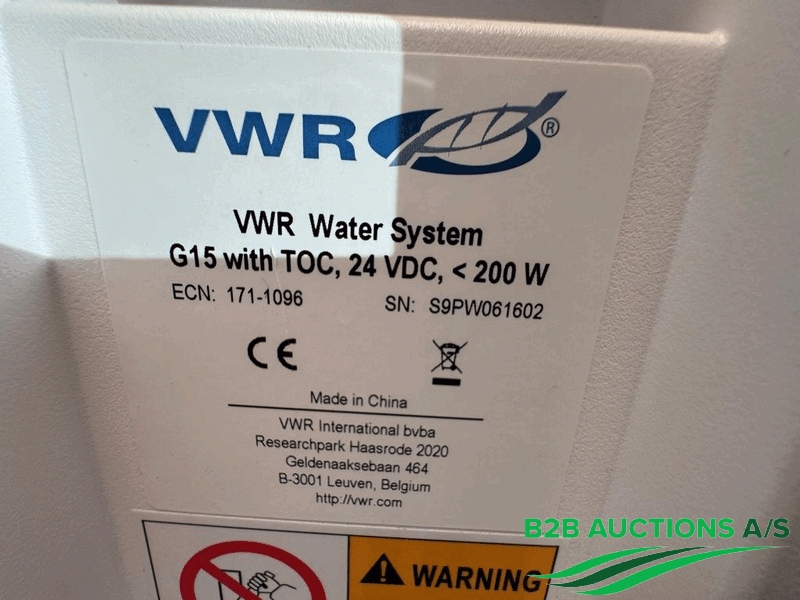 VWR®
VWR Water System
G15 with TOC, 24 VDC, < 200 W
ECN: 171-1096 SN: S9PW061602
CE
Made in China
VWR International bvba
Researchpark Haasrode 2020
Geldenaaksebaan 464
B-3001 Leuven, Belgium
http://vwr.com
WARNING
B2B AUCTIONS A/S